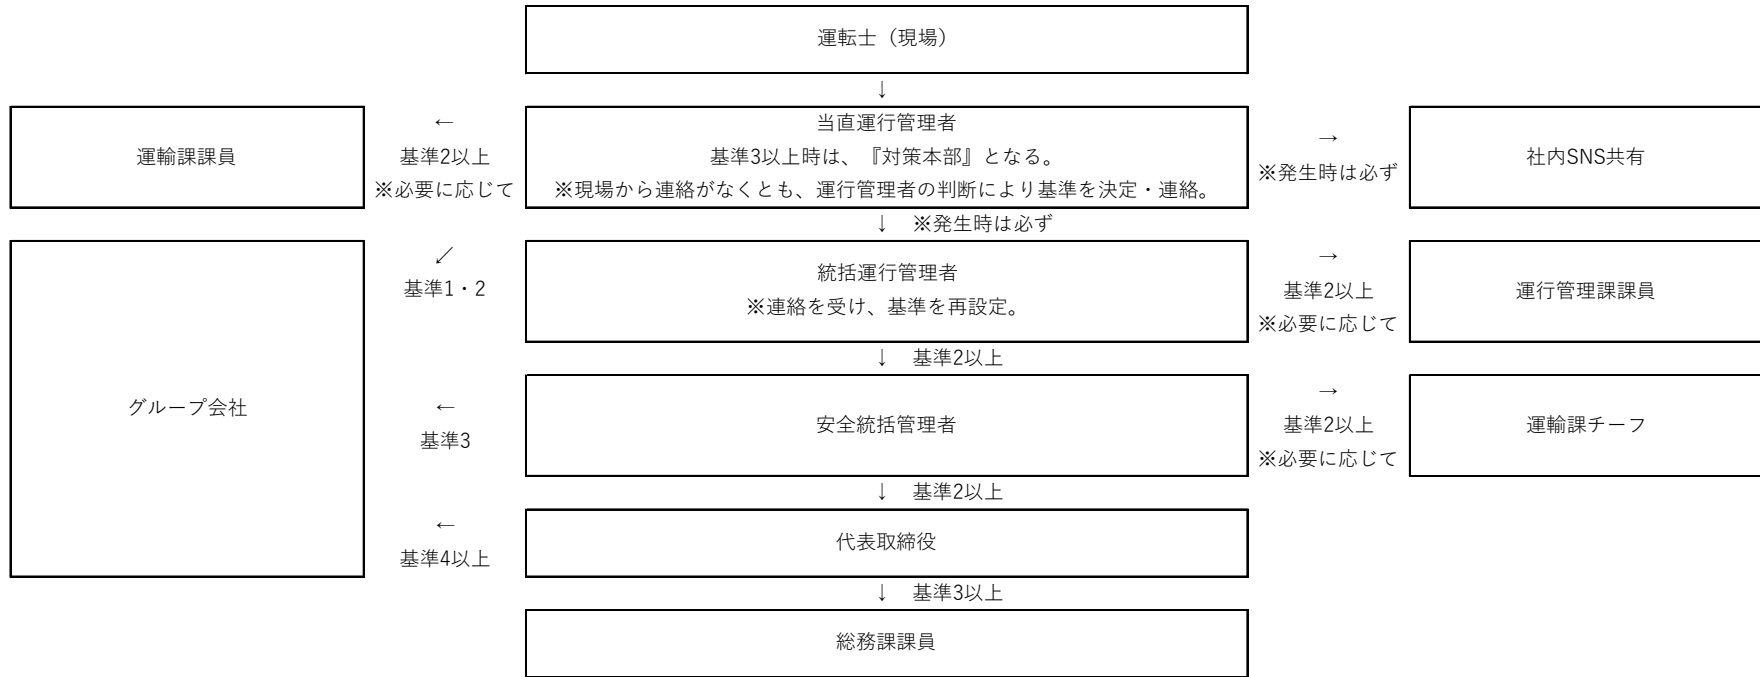 運転士（現場）
↓
運輸課課員
←
基準2以上
※必要に応じて
当直運行管理者
基準3以上時は、『対策本部』となる。
※現場から連絡がなくとも、運行管理者の判断により基準を決定・連絡。
→
※発生時は必ず
社内SNS共有
↓　※発生時は必ず
グループ会社
↙
基準1・2
統括運行管理者
※連絡を受け、基準を再設定。
→
基準2以上
※必要に応じて
運行管理課課員
↓　基準2以上
←
基準3
安全統括管理者
→
基準2以上
※必要に応じて
運輸課チーフ
↓　基準2以上
←
基準4以上
代表取締役
↓　基準3以上
総務課課員